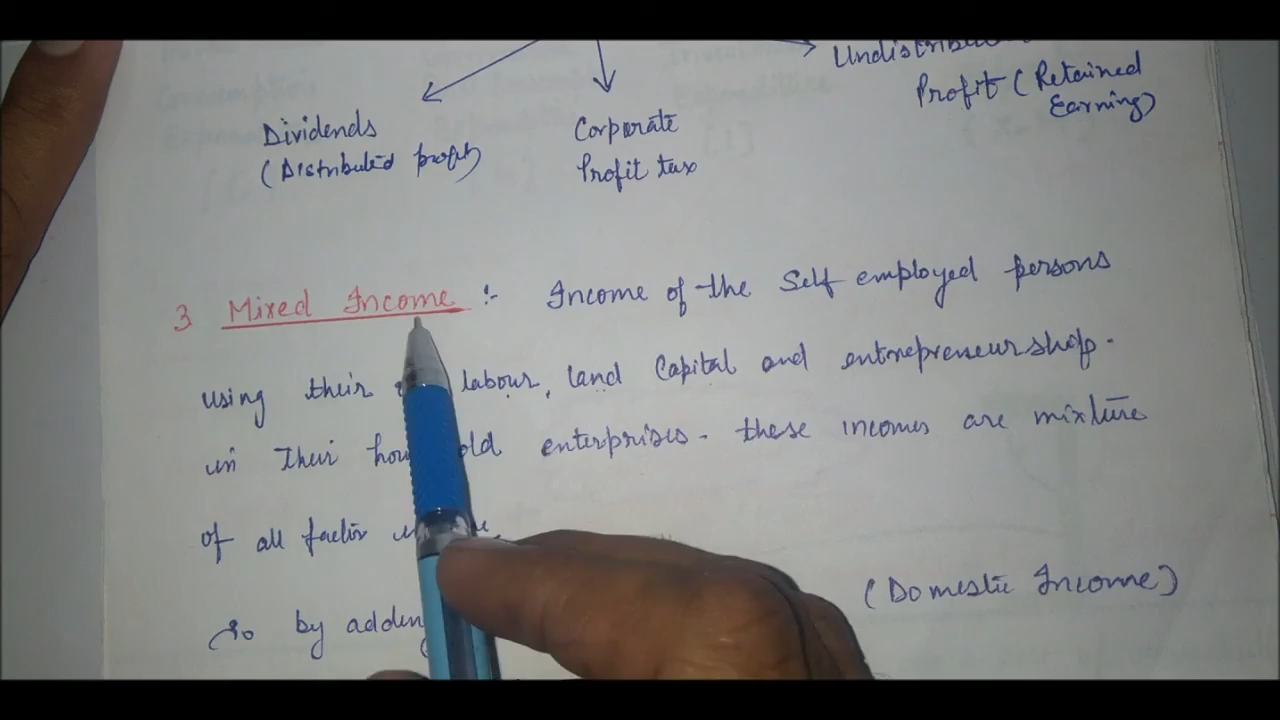 Profit (Retained
Earning)
Dividends
(Distributed profit)
Corporate
Profit tax
3 Mixed Income :- Income of the Self employed persons
using their labour, land Capital and entrepreneurship.
in Their enterprises. these incomes are mixture
of all factor
So by adding
(Domestic Income)